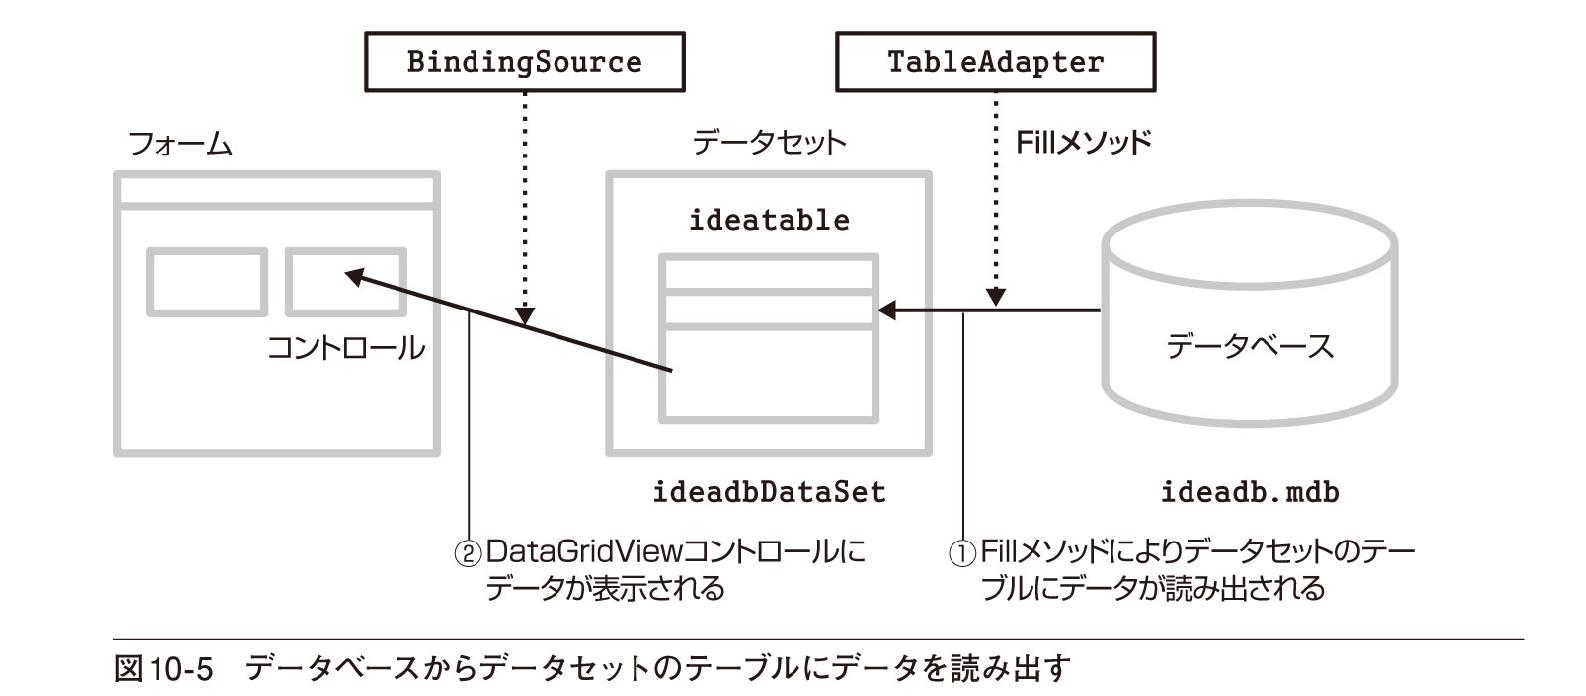 BindingSource
TableAdapter
フォーム
データセット
Fillメソッド
ideatable
コントロール
データベース
ideadbDataSet
ideadb.mdb
②DataGridViewコントロールに
データが表示される
①Fillメソッドによりデータセットのテー
ブルにデータが読み出される
図10-5　データベースからデータセットのテーブルにデータを読み出す